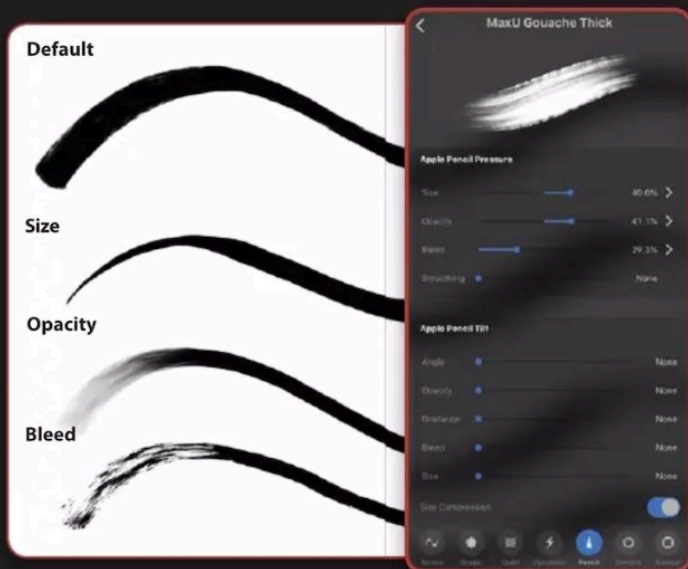 Default
Size
Opacity
Bleed
MaxU Gouache Thick
Apple Pencil Pressure
Size 40.0%
Opacity 41.1%
Bleed 29.3%
Smoothing None
Apple Pencil Tilt
Angle None
Opacity None
Gradation None
Bleed None
Size None
Size Compression
Pencil